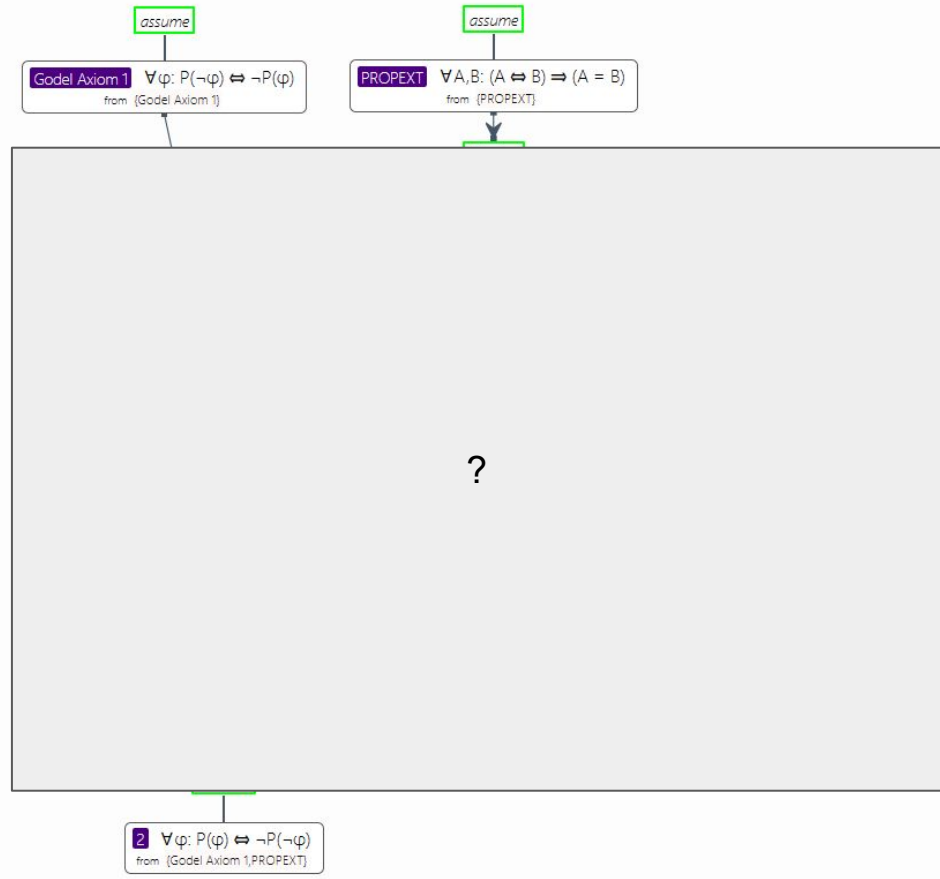 assume
assume
Godel Axiom 1 ∀φ: P(¬φ) ⇔ ¬P(φ)
from {Godel Axiom 1}
PROPEXT ∀A,B: (A ⇔ B) ⇒ (A = B)
from {PROPEXT}
?
2 ∀φ: P(φ) ⇔ ¬P(¬φ)
from {Godel Axiom 1,PROPEXT}